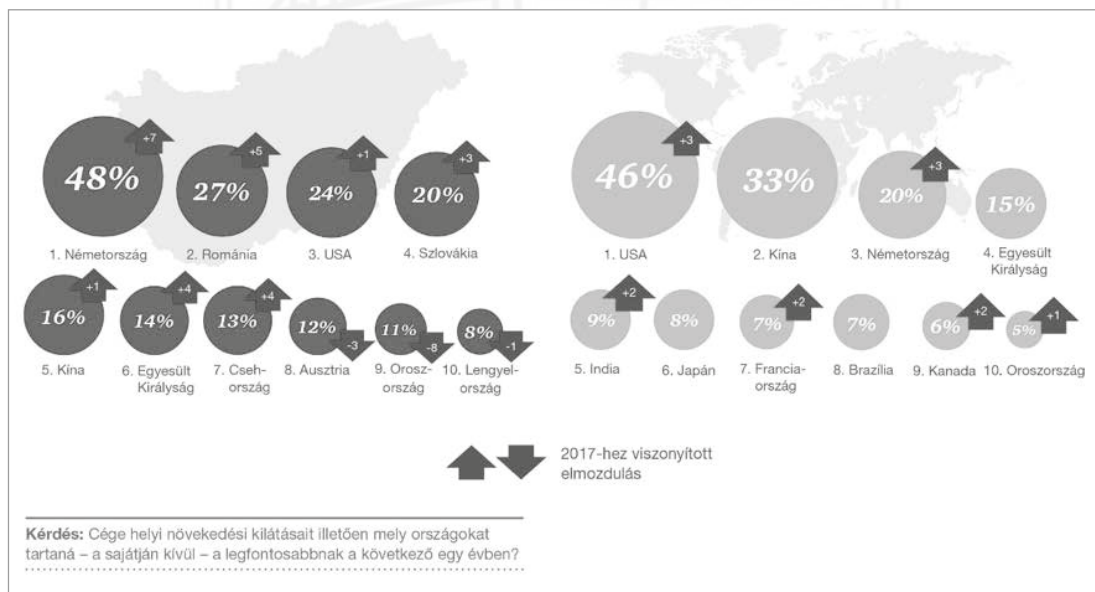 +7
+5
+1
+3
48%
27%
24%
20%
1. Németország
2. Románia
3. USA
4. Szlovákia
+1
+4
+4
16%
14%
13%
12%
11%
8%
-3
-8
-1
5. Kína
6. Egyesült
Királyság
7. Cseh-
ország
8. Ausztria
9. Orosz-
ország
10. Lengyel-
ország
+3
+3
46%
33%
20%
15%
1. USA
2. Kína
3. Németország
4. Egyesült
Királyság
+2
+2
+2
+1
9%
8%
7%
7%
6%
5%
5. India
6. Japán
7. Francia-
ország
8. Brazília
9. Kanada
10. Oroszország
2017-hez viszonyított
elmozdulás
Kérdés: Cége helyi növekedési kilátásait illetően mely országokat
tartaná – a sajátján kívül – a legfontosabbnak a következő egy évben?